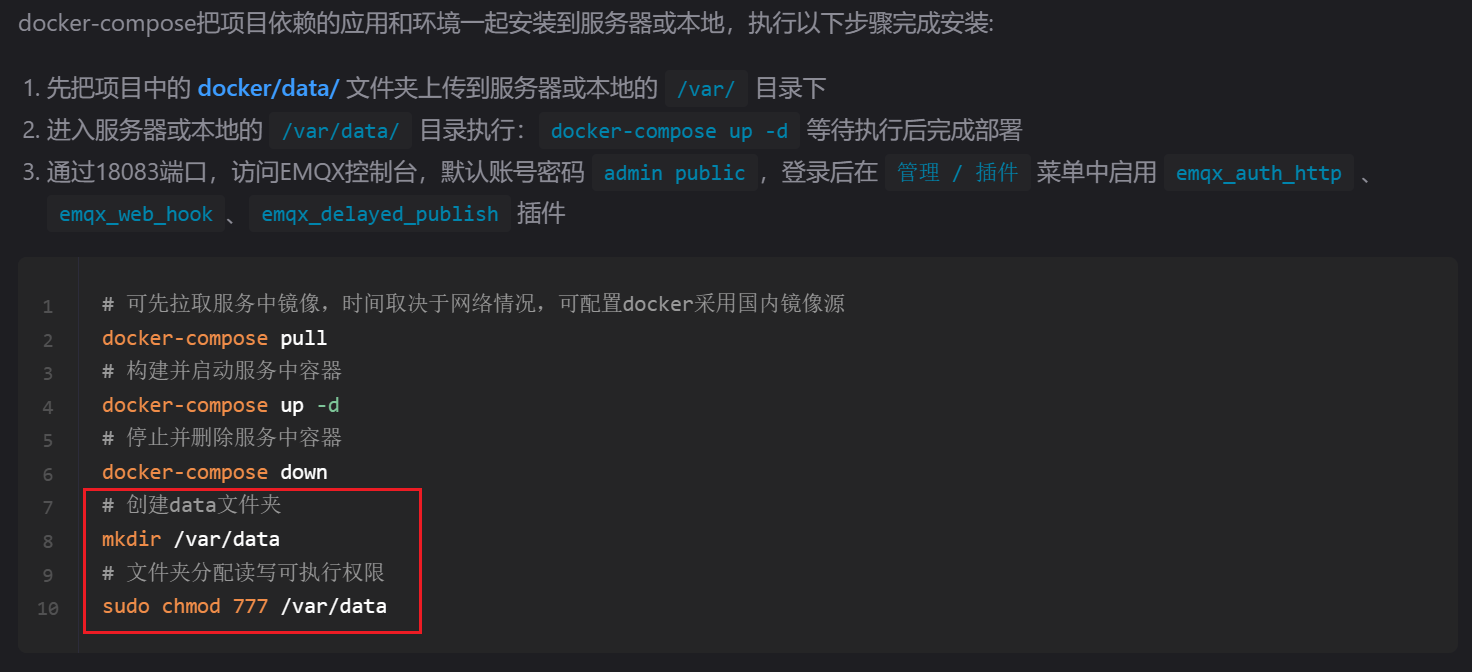 docker-compose把项目依赖的应用和环境一起安装到服务器或本地，执行以下步骤完成安装:
1. 先把项目中的 docker/data/ 文件夹上传到服务器或本地的 /var/ 目录下
2. 进入服务器或本地的 /var/data/ 目录执行： docker-compose up -d 等待执行后完成部署
3. 通过18083端口，访问EMQX控制台，默认账号密码 admin public ，登录后在 管理 / 插件 菜单中启用 emqx_auth_http 、
emqx_web_hook 、 emqx_delayed_publish 插件
1 # 可先拉取服务中镜像，时间取决于网络情况，可配置docker采用国内镜像源
2 docker-compose pull
3 # 构建并启动服务中容器
4 docker-compose up -d
5 # 停止并删除服务中容器
6 docker-compose down
7 # 创建data文件夹
8 mkdir /var/data
9 # 文件夹分配读写可执行权限
10 sudo chmod 777 /var/data